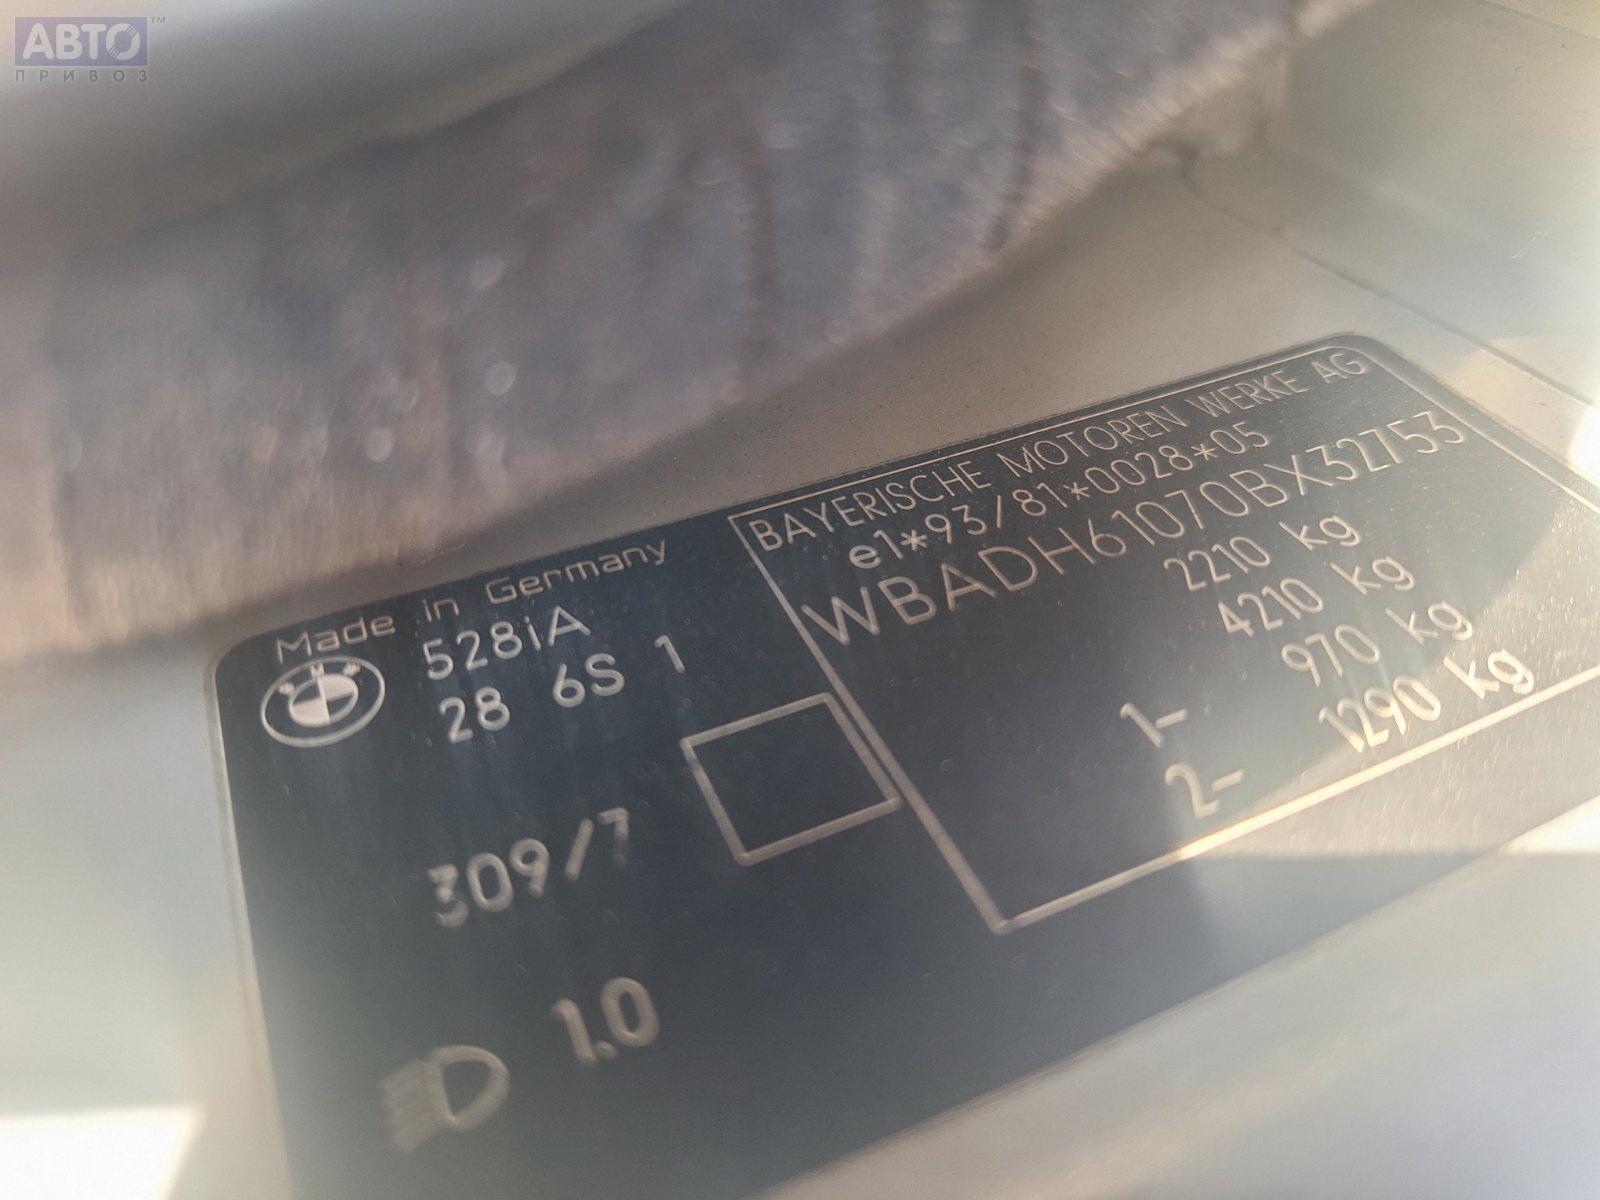 АВТО™
ПРИВОЗ
Made in Germany
528iA
28 6S 1
309/7
1.0
BAYERISCHE MOTOREN WERKE AG
e1*93/81*0028*05
WBADH61070BX32753
2210 kg
4210 kg
1- 970 kg
2- 1290 kg